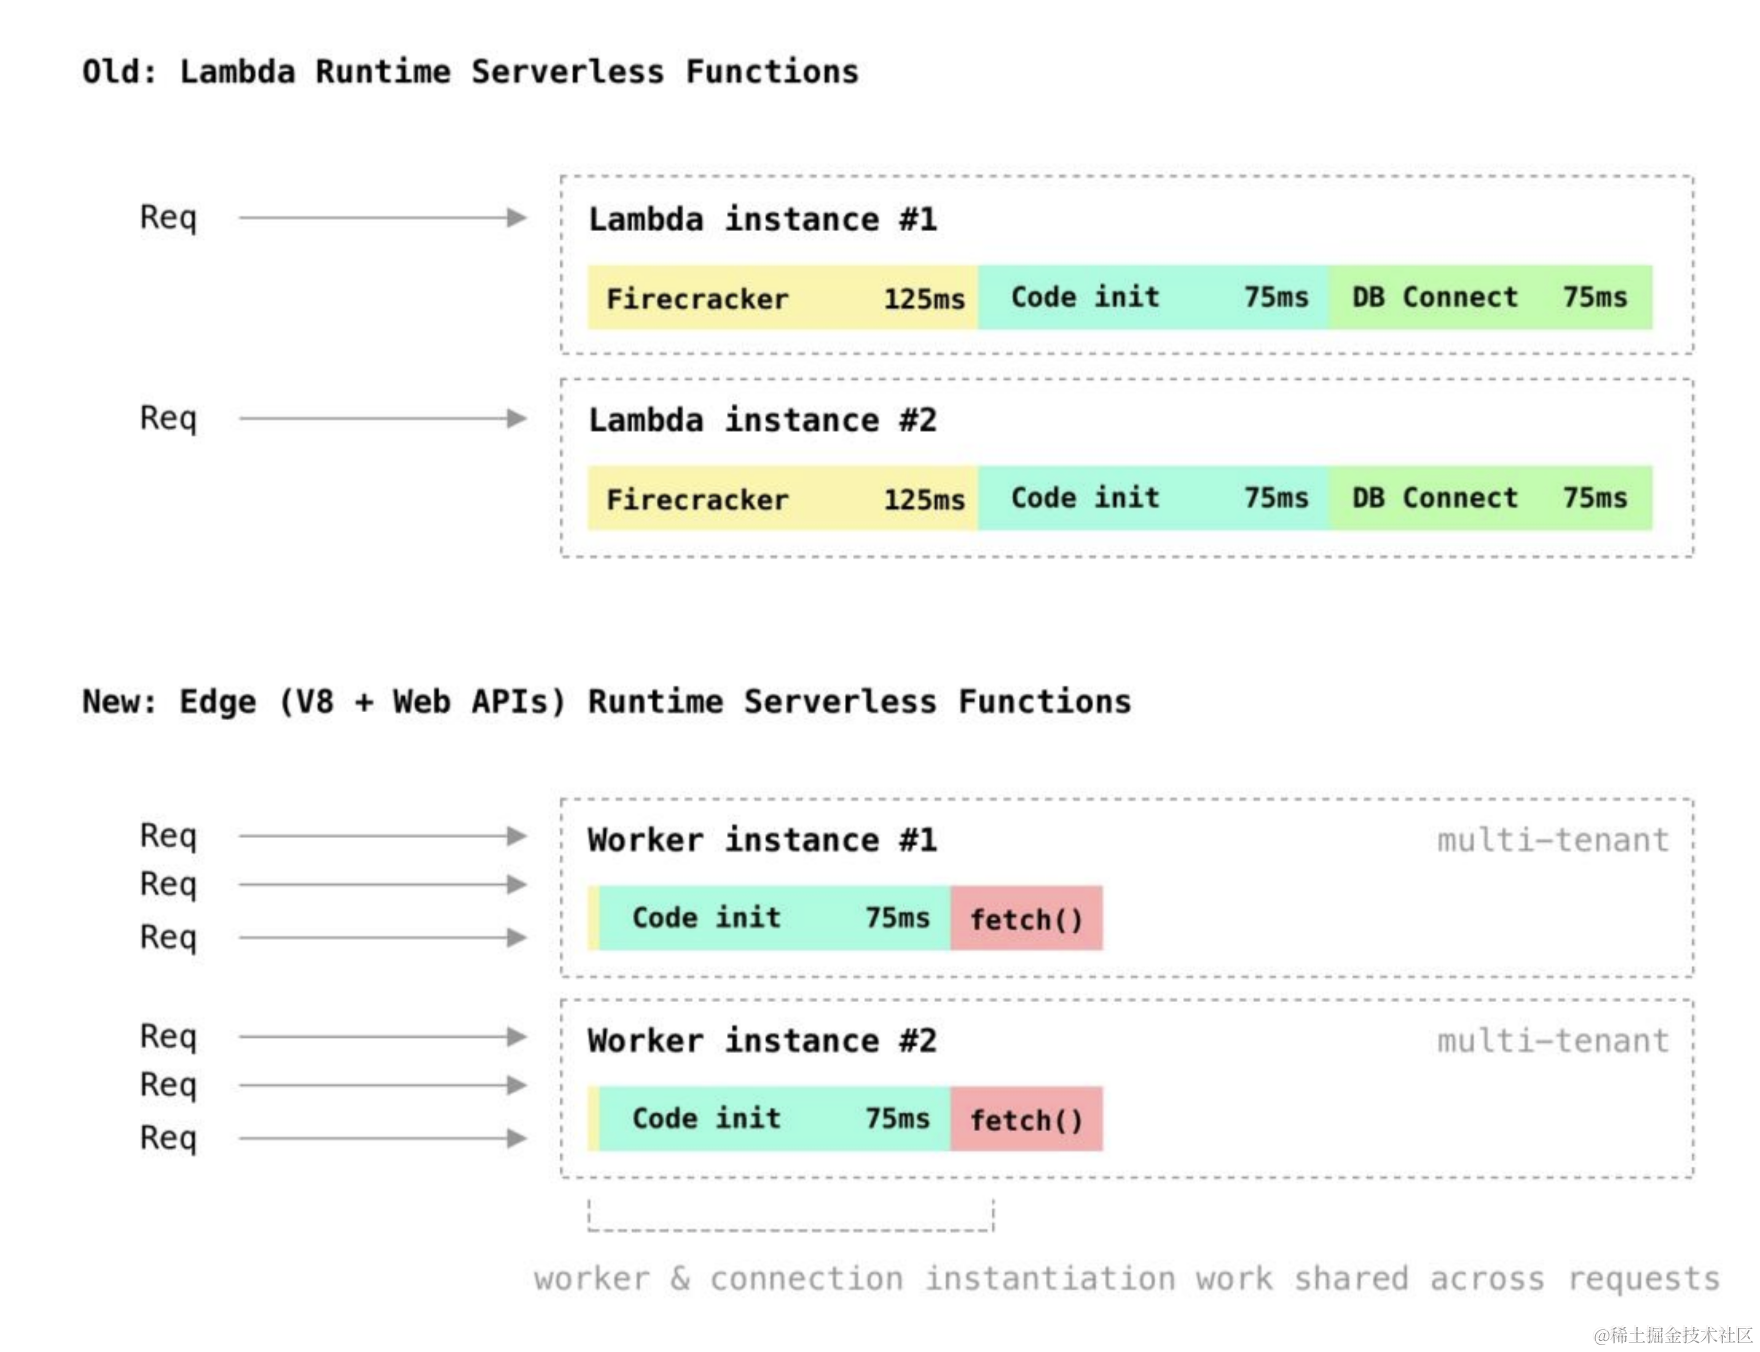 Old: Lambda Runtime Serverless Functions
Req
Lambda instance #1
Firecracker 125ms Code init 75ms DB Connect 75ms
Req
Lambda instance #2
Firecracker 125ms Code init 75ms DB Connect 75ms
New: Edge (V8 + Web APIs) Runtime Serverless Functions
Req
Worker instance #1 multi-tenant
Req
Code init 75ms fetch()
Req
Req
Worker instance #2 multi-tenant
Req
Code init 75ms fetch()
Req
worker & connection instantiation work shared across requests
@稀土掘金技术社区